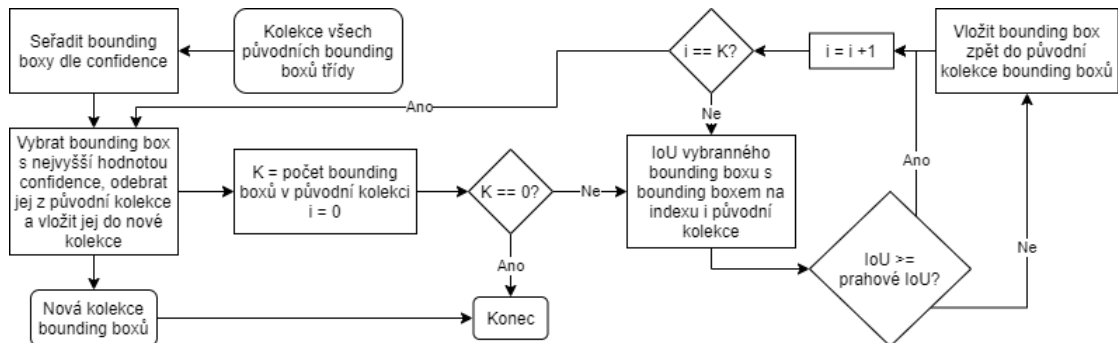 Seřadit bounding
boxy dle confidence
Kolekce všech
původních bounding
boxů třídy
i == K?
i = i +1
Vložit bounding box
zpět do původní
kolekce bounding boxů
Ano
Ne
Vybrat bounding box
s nejvyšší hodnotou
confidence, odebrat
jej z původní kolekce
a vložit jej do nové
kolekce
K = počet bounding
boxů v původní kolekci
i = 0
K == 0?
Ne
IoU vybranného
bounding boxu s
bounding boxem na
indexu i původní
kolekce
Ano
Ne
IoU >=
prahové IoU?
Ano
Nová kolekce
bounding boxů
Konec